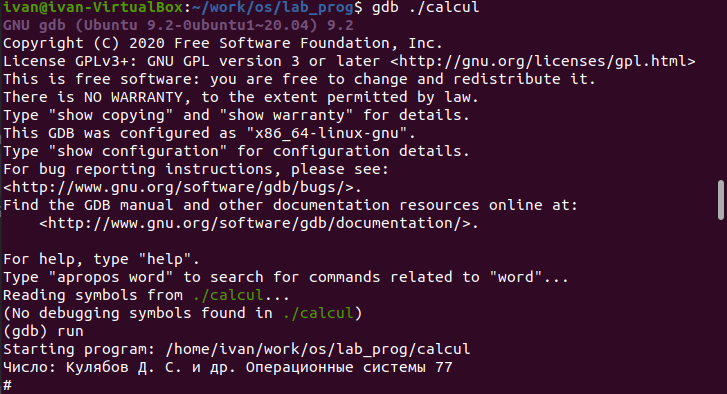 ivan@ivan-VirtualBox:~/work/os/lab_prog$ gdb ./calcul
GNU gdb (Ubuntu 9.2-0ubuntu1~20.04) 9.2
Copyright (C) 2020 Free Software Foundation, Inc.
License GPLv3+: GNU GPL version 3 or later <http://gnu.org/licenses/gpl.html>
This is free software: you are free to change and redistribute it.
There is NO WARRANTY, to the extent permitted by law.
Type "show copying" and "show warranty" for details.
This GDB was configured as "x86_64-linux-gnu".
Type "show configuration" for configuration details.
For bug reporting instructions, please see:
<http://www.gnu.org/software/gdb/bugs/>.
Find the GDB manual and other documentation resources online at:
    <http://www.gnu.org/software/gdb/documentation/>.

For help, type "help".
Type "apropos word" to search for commands related to "word"...
Reading symbols from ./calcul...
(No debugging symbols found in ./calcul)
(gdb) run
Starting program: /home/ivan/work/os/lab_prog/calcul
Число: Кулябов Д. С. и др. Операционные системы 77
#